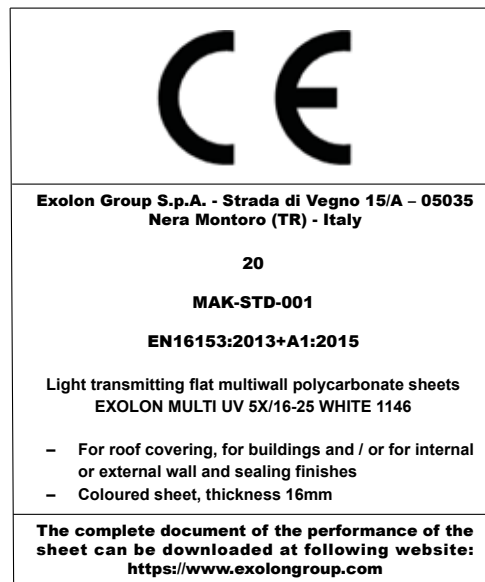 CE
Exolon Group S.p.A. - Strada di Vegno 15/A – 05035
Nera Montoro (TR) - Italy
20
MAK-STD-001
EN16153:2013+A1:2015
Light transmitting flat multiwall polycarbonate sheets
EXOLON MULTI UV 5X/16-25 WHITE 1146
– For roof covering, for buildings and / or for internal
or external wall and sealing finishes
– Coloured sheet, thickness 16mm
The complete document of the performance of the
sheet can be downloaded at following website:
https://www.exolongroup.com